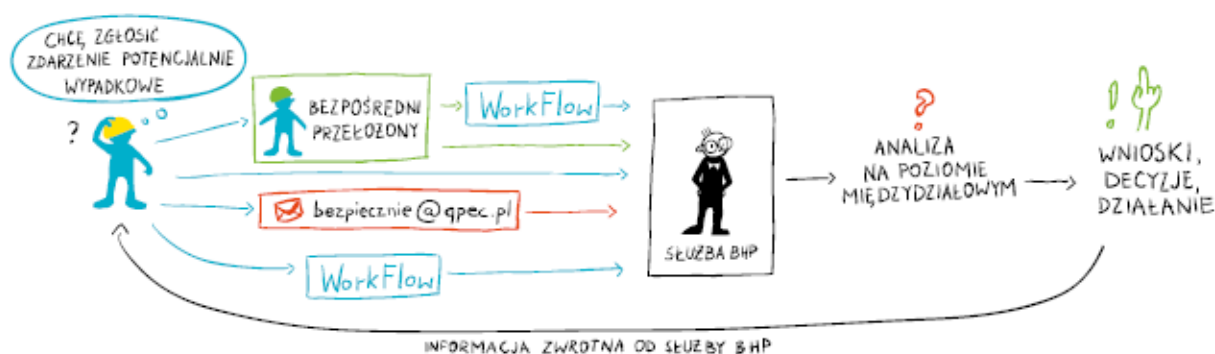 CHCĘ ZGŁOSIĆ
ZDARZENIE POTENCJALNIE
WYPADKOWE
?
BEZPOŚREDNI
PRZEŁOŻONY
WorkFlow
bezpiecznie@gpec.pl
WorkFlow
SŁUŻBA BHP
?
ANALIZA
NA POZIOMIE
MIĘDZYDZIAŁOWYM
!
WNIOSKI,
DECYZJE,
DZIAŁANIE
INFORMACJA ZWROTNA OD SŁUŻBY BHP